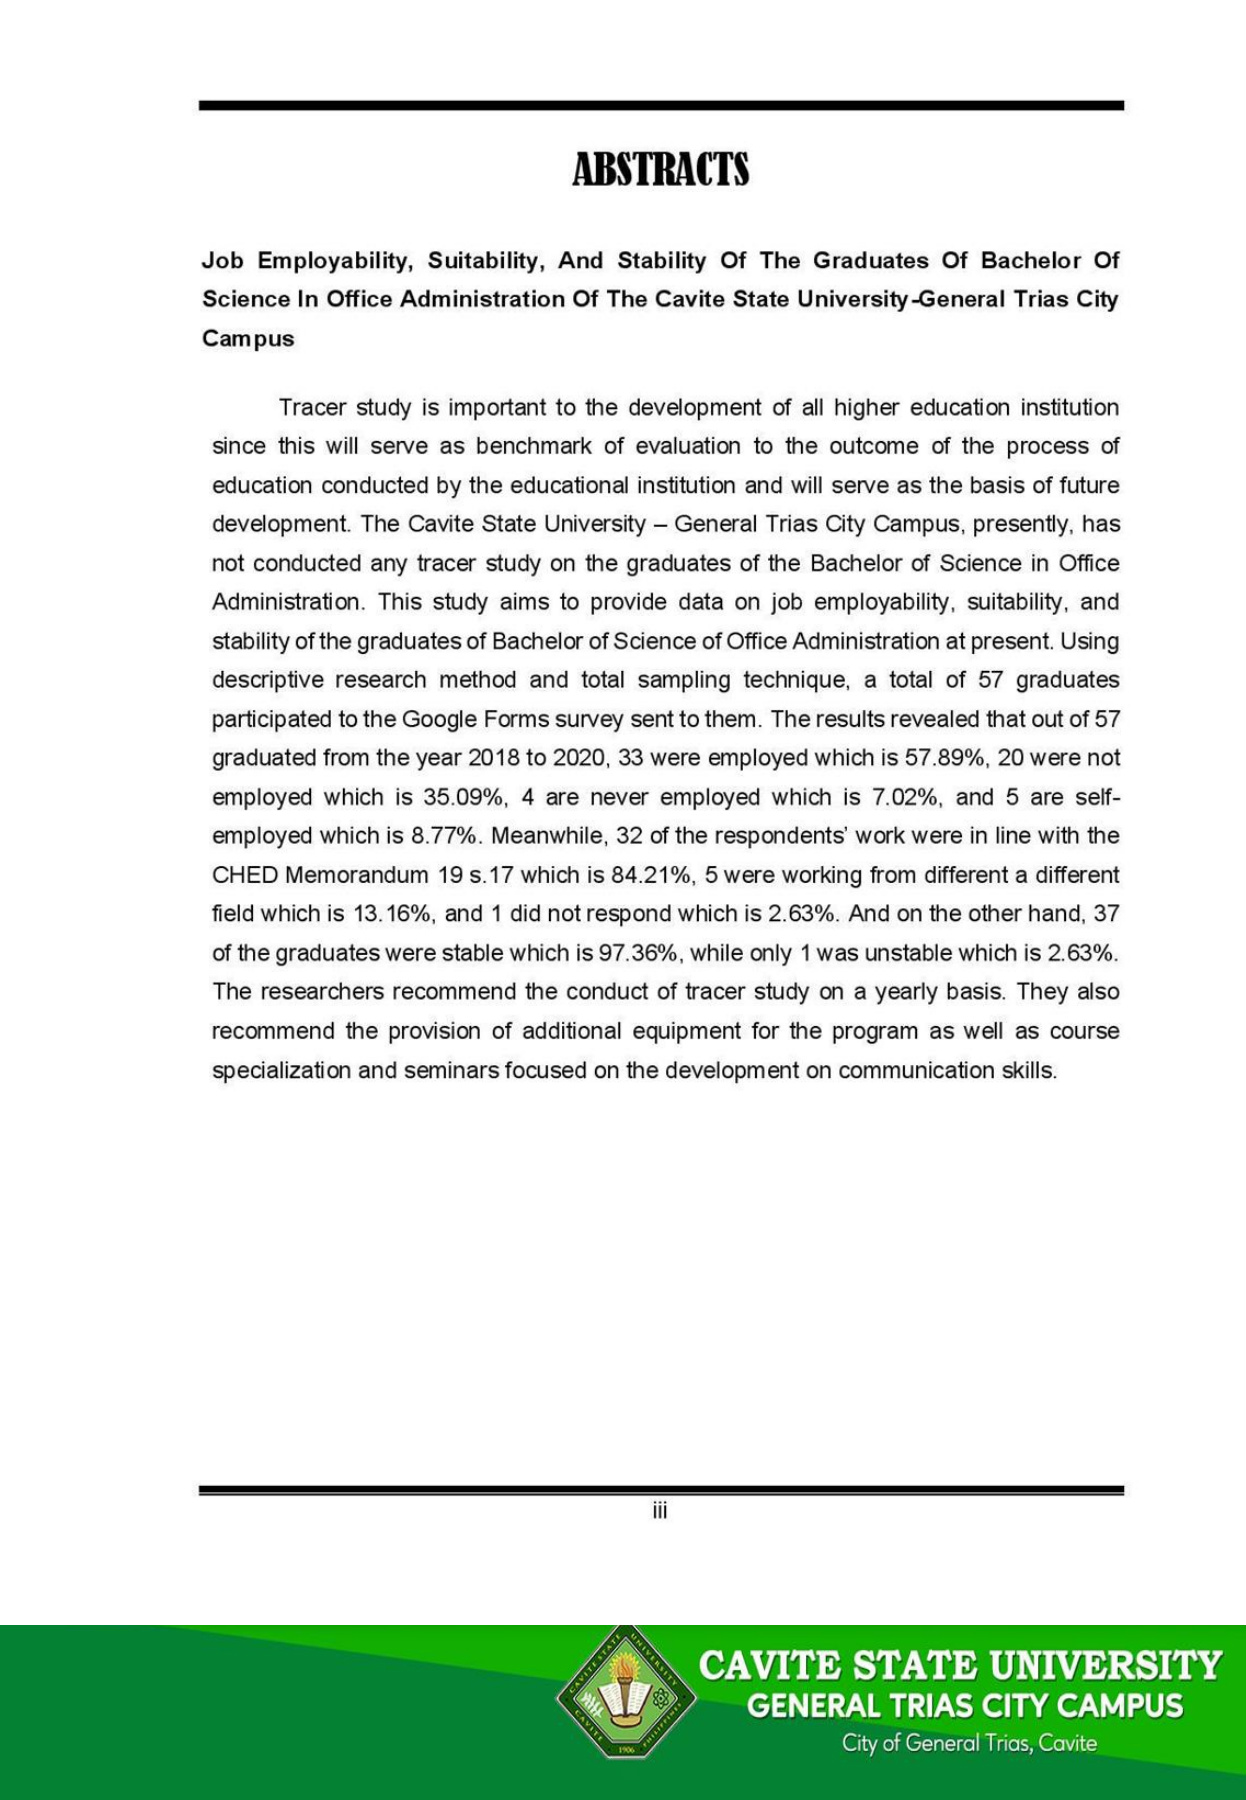 ABSTRACTS
Job Employability, Suitability, And Stability Of The Graduates Of Bachelor Of
Science In Office Administration Of The Cavite State University-General Trias City
Campus
Tracer study is important to the development of all higher education institution
since this will serve as benchmark of evaluation to the outcome of the process of
education conducted by the educational institution and will serve as the basis of future
development. The Cavite State University – General Trias City Campus, presently, has
not conducted any tracer study on the graduates of the Bachelor of Science in Office
Administration. This study aims to provide data on job employability, suitability, and
stability of the graduates of Bachelor of Science of Office Administration at present. Using
descriptive research method and total sampling technique, a total of 57 graduates
participated to the Google Forms survey sent to them. The results revealed that out of 57
graduated from the year 2018 to 2020, 33 were employed which is 57.89%, 20 were not
employed which is 35.09%, 4 are never employed which is 7.02%, and 5 are self-
employed which is 8.77%. Meanwhile, 32 of the respondents’ work were in line with the
CHED Memorandum 19 s.17 which is 84.21%, 5 were working from different a different
field which is 13.16%, and 1 did not respond which is 2.63%. And on the other hand, 37
of the graduates were stable which is 97.36%, while only 1 was unstable which is 2.63%.
The researchers recommend the conduct of tracer study on a yearly basis. They also
recommend the provision of additional equipment for the program as well as course
specialization and seminars focused on the development on communication skills.
iii
CAVITE STATE UNIVERSITY
CAVITE PHILIPPINES
1906
CAVITE STATE UNIVERSITY
GENERAL TRIAS CITY CAMPUS
City of General Trias, Cavite